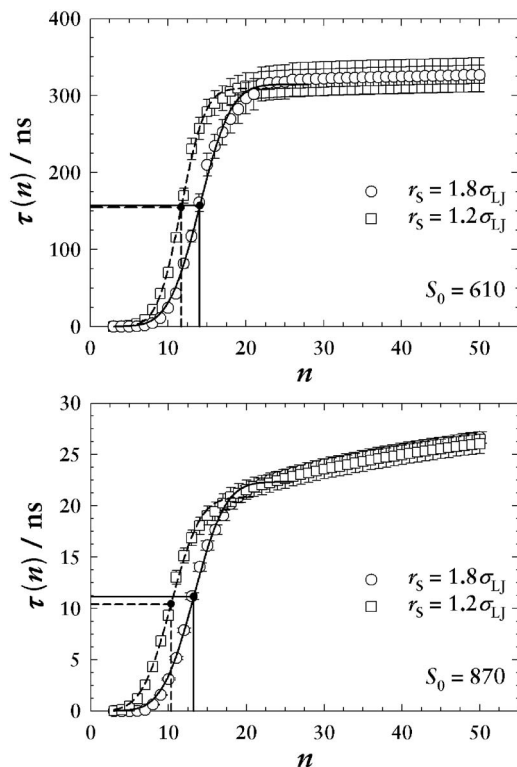 τ(n) / ns
400
300
200
100
0
r_S = 1.8σ_LJ
r_S = 1.2σ_LJ
S_0 = 610
0 10 20 30 40 50
n
τ(n) / ns
30
25
20
15
10
5
0
r_S = 1.8σ_LJ
r_S = 1.2σ_LJ
S_0 = 870
0 10 20 30 40 50
n